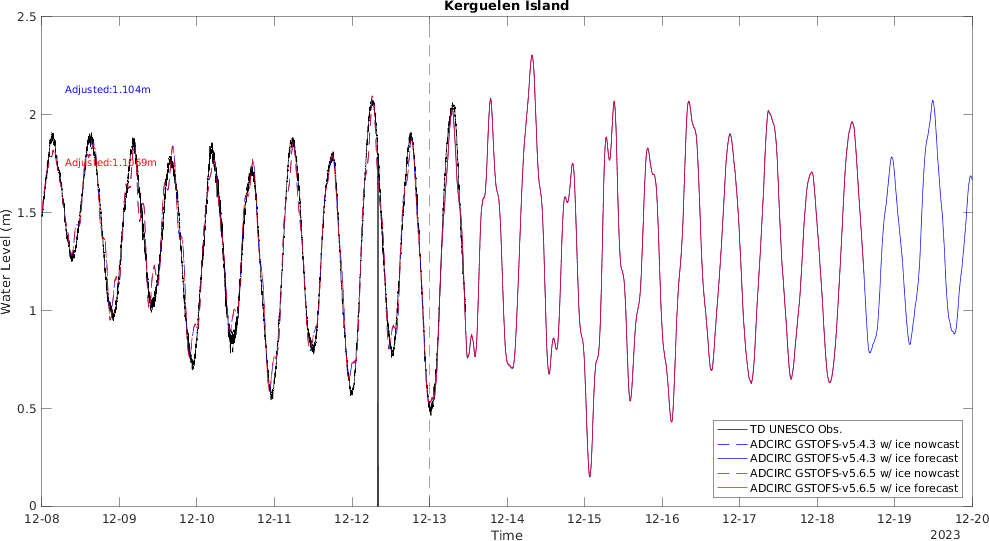 Kerguelen Island
2.5
Adjusted:1.104m
2
Adjusted:1.1069m
1.5
Water Level (m)
1
0.5
TD UNESCO Obs.
ADCIRC GSTOFS-v5.4.3 w/ ice nowcast
ADCIRC GSTOFS-v5.4.3 w/ ice forecast
ADCIRC GSTOFS-v5.6.5 w/ ice nowcast
ADCIRC GSTOFS-v5.6.5 w/ ice forecast
0
12-08 12-09 12-10 12-11 12-12 12-13 12-14 12-15 12-16 12-17 12-18 12-19 12-20
Time
2023